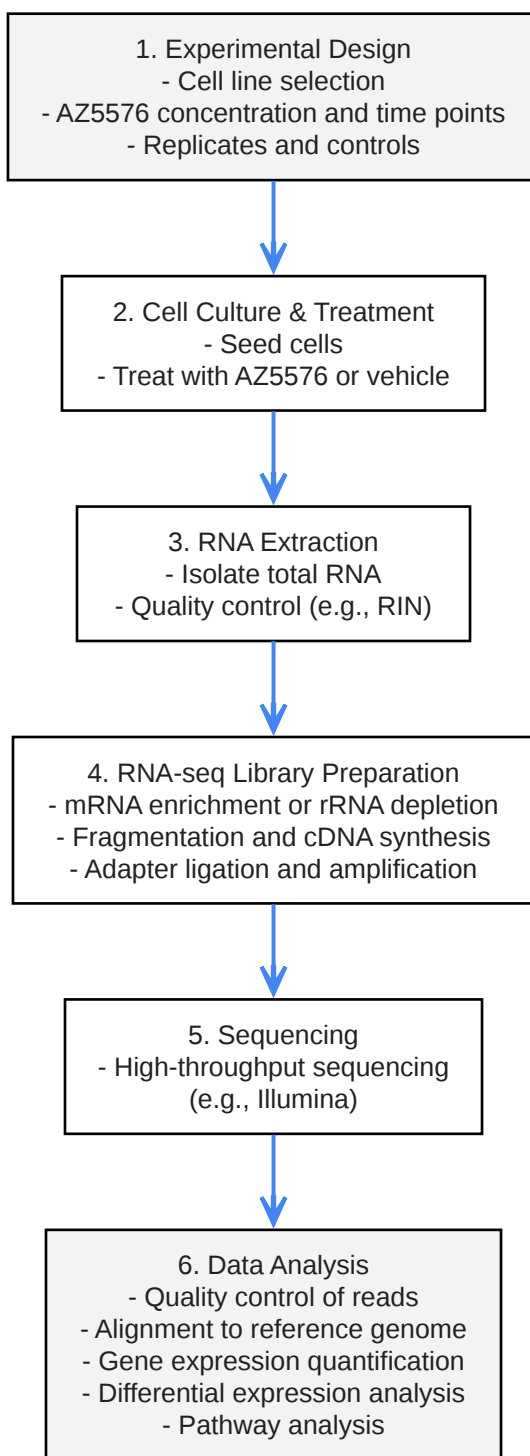 1. Experimental Design
- Cell line selection
- AZ5576 concentration and time points
- Replicates and controls
2. Cell Culture & Treatment
- Seed cells
- Treat with AZ5576 or vehicle
3. RNA Extraction
- Isolate total RNA
- Quality control (e.g., RIN)
4. RNA-seq Library Preparation
- mRNA enrichment or rRNA depletion
- Fragmentation and cDNA synthesis
- Adapter ligation and amplification
5. Sequencing
- High-throughput sequencing
(e.g., Illumina)
6. Data Analysis
- Quality control of reads
- Alignment to reference genome
- Gene expression quantification
- Differential expression analysis
- Pathway analysis